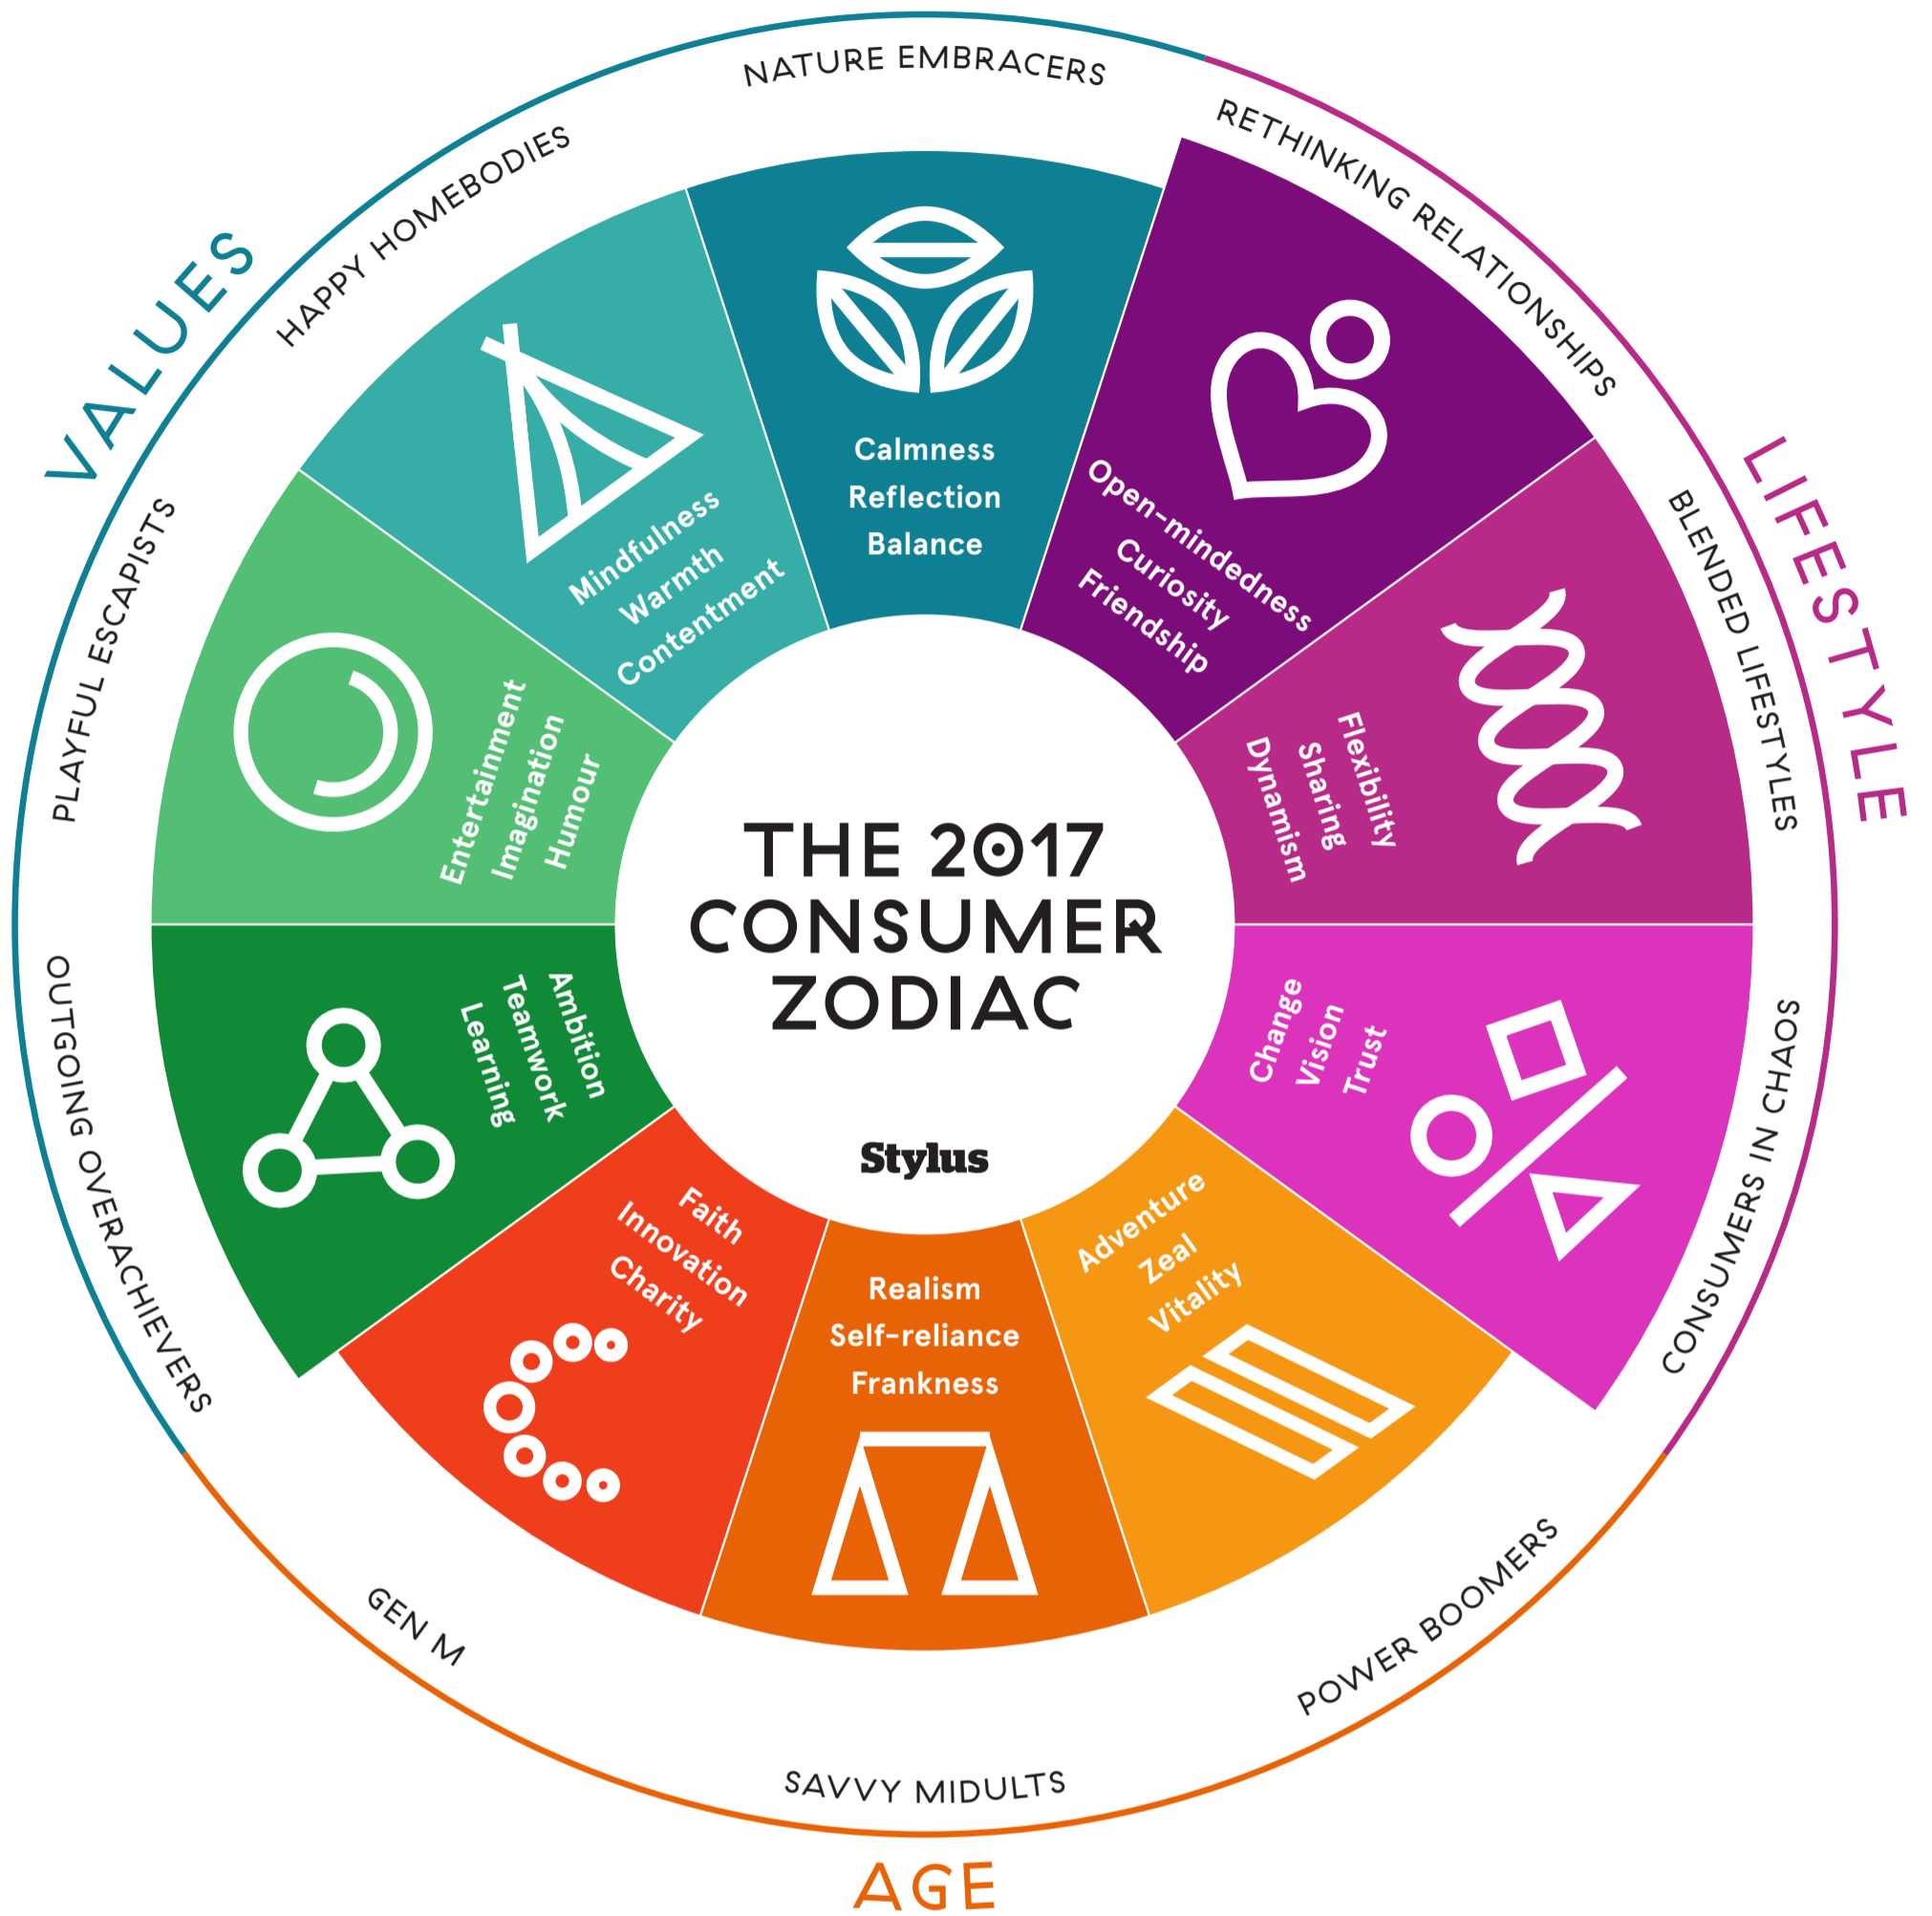 THE 2017
CONSUMER
ZODIAC
Stylus
VALUES
NATURE EMBRACERS
Calmness
Reflection
Balance
HAPPY HOMEBODIES
Mindfulness
Warmth
Contentment
PLAYFUL ESCAPISTS
Entertainment
Imagination
Humour
OUTGOING OVERACHIEVERS
Ambition
Teamwork
Learning
LIFESTYLE
RETHINKING RELATIONSHIPS
Open-mindedness
Curiosity
Friendship
BLENDED LIFESTYLES
Flexibility
Sharing
Dynamism
CONSUMERS IN CHAOS
Change
Vision
Trust
AGE
POWER BOOMERS
Adventure
Zeal
Vitality
SAVVY MIDULTS
Realism
Self-reliance
Frankness
GEN M
Faith
Innovation
Charity